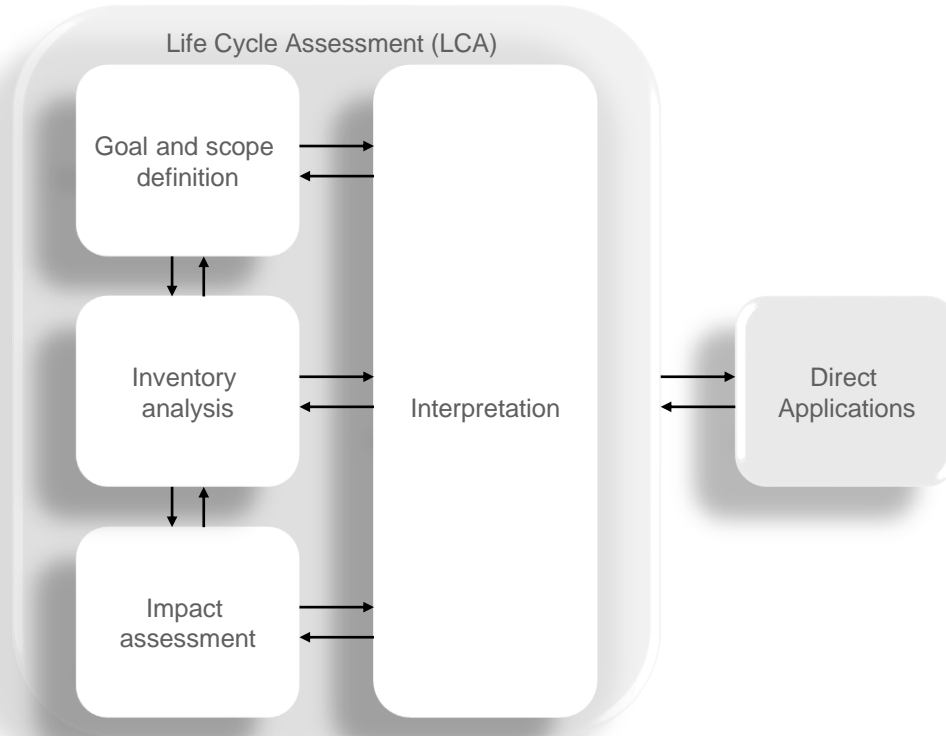 Life Cycle Assessment (LCA)
Goal and scope
definition
Inventory
analysis
Impact
assessment
Interpretation
Direct
Applications